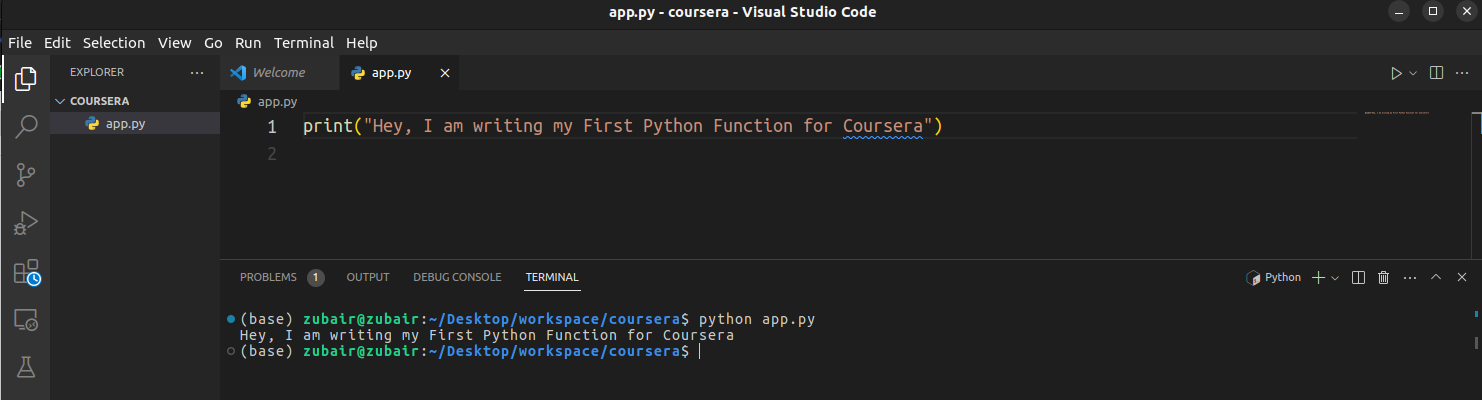 app.py - coursera - Visual Studio Code
File Edit Selection View Go Run Terminal Help
EXPLORER
Welcome
app.py
COURSERA
app.py
app.py
1 print("Hey, I am writing my First Python Function for Coursera")
2
PROBLEMS 1 OUTPUT DEBUG CONSOLE TERMINAL
Python
(base) zubair@zubair:~/Desktop/workspace/coursera$ python app.py
Hey, I am writing my First Python Function for Coursera
(base) zubair@zubair:~/Desktop/workspace/coursera$